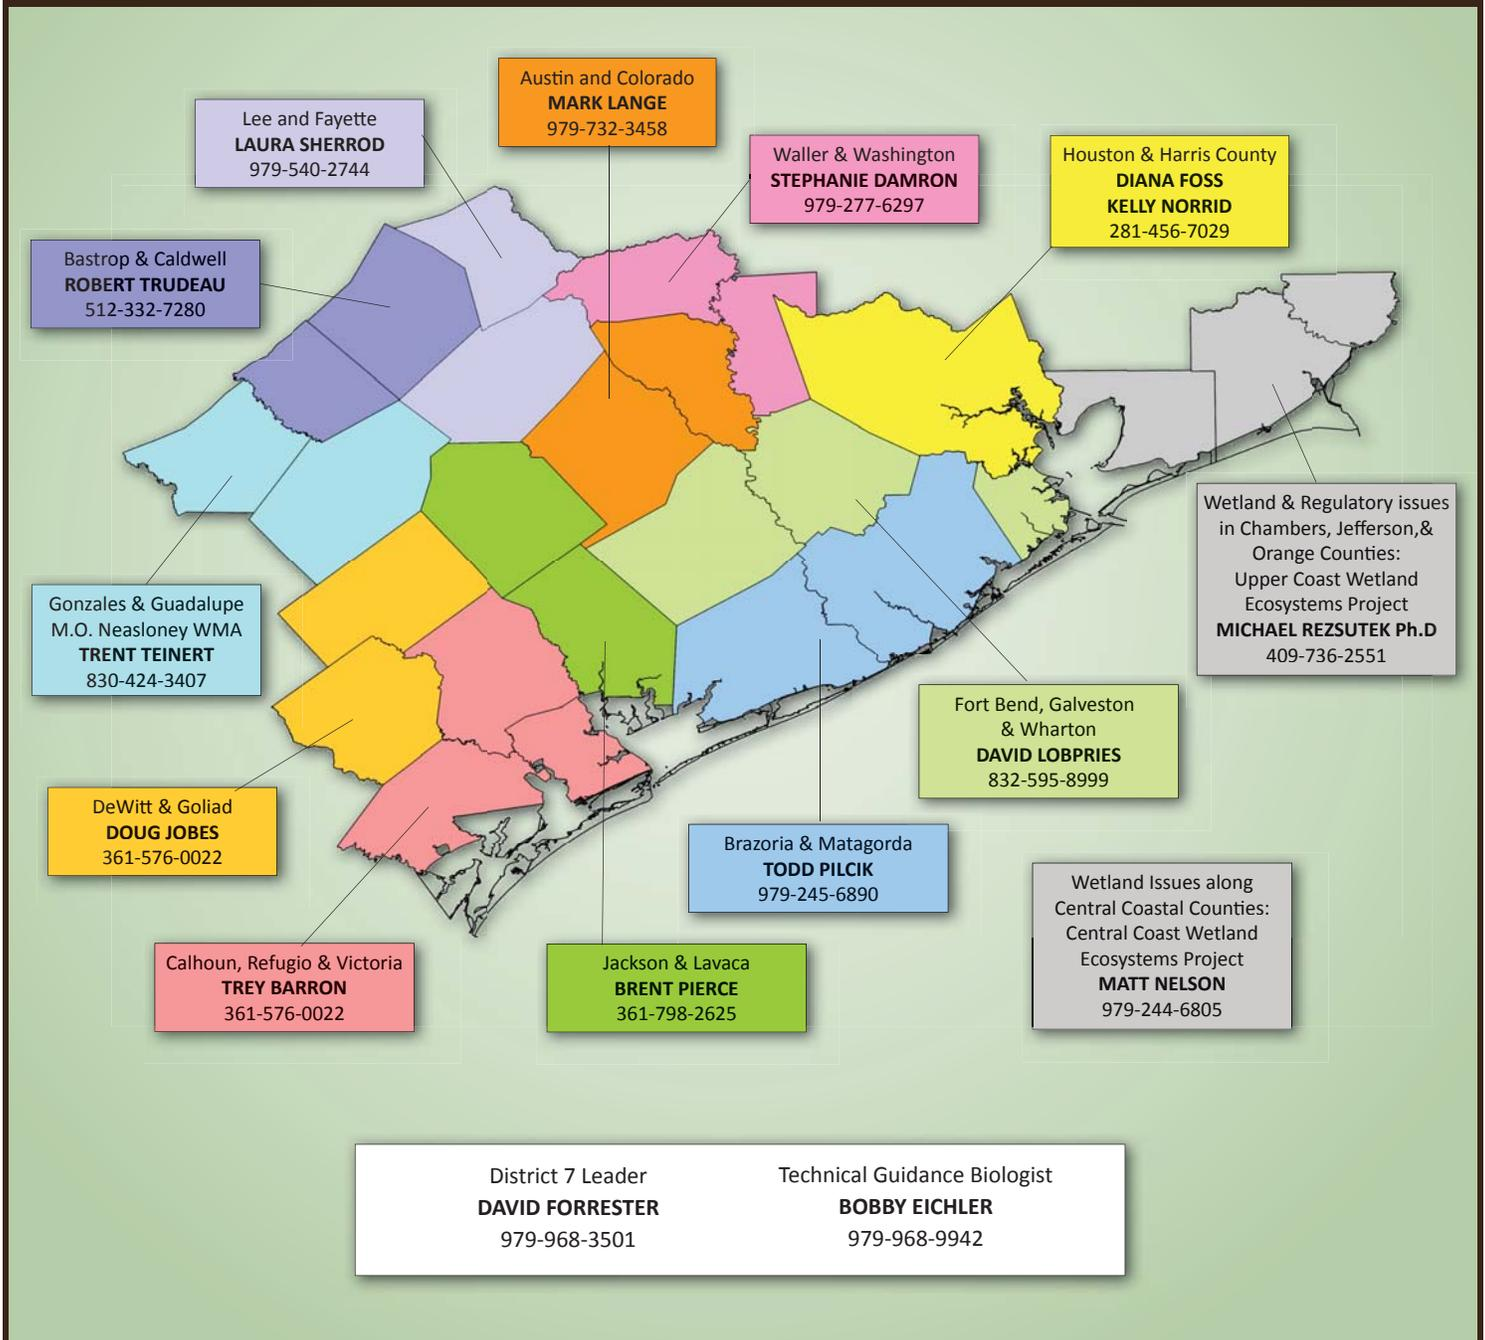 Austin and Colorado
MARK LANGE
979-732-3458
Lee and Fayette
LAURA SHERROD
979-540-2744
Waller & Washington
STEPHANIE DAMRON
979-277-6297
Houston & Harris County
DIANA FOSS
KELLY NORRID
281-456-7029
Bastrop & Caldwell
ROBERT TRUDEAU
512-332-7280
Wetland & Regulatory issues
in Chambers, Jefferson,&
Orange Counties:
Upper Coast Wetland
Ecosystems Project
MICHAEL REZSUTEK Ph.D
409-736-2551
Gonzales & Guadalupe
M.O. Neasloney WMA
TRENT TEINERT
830-424-3407
Fort Bend, Galveston
& Wharton
DAVID LOBPRIES
832-595-8999
DeWitt & Goliad
DOUG JOBES
361-576-0022
Brazoria & Matagorda
TODD PILCIK
979-245-6890
Wetland Issues along
Central Coastal Counties:
Central Coast Wetland
Ecosystems Project
MATT NELSON
979-244-6805
Calhoun, Refugio & Victoria
TREY BARRON
361-576-0022
Jackson & Lavaca
BRENT PIERCE
361-798-2625
District 7 Leader
DAVID FORRESTER
979-968-3501
Technical Guidance Biologist
BOBBY EICHLER
979-968-9942